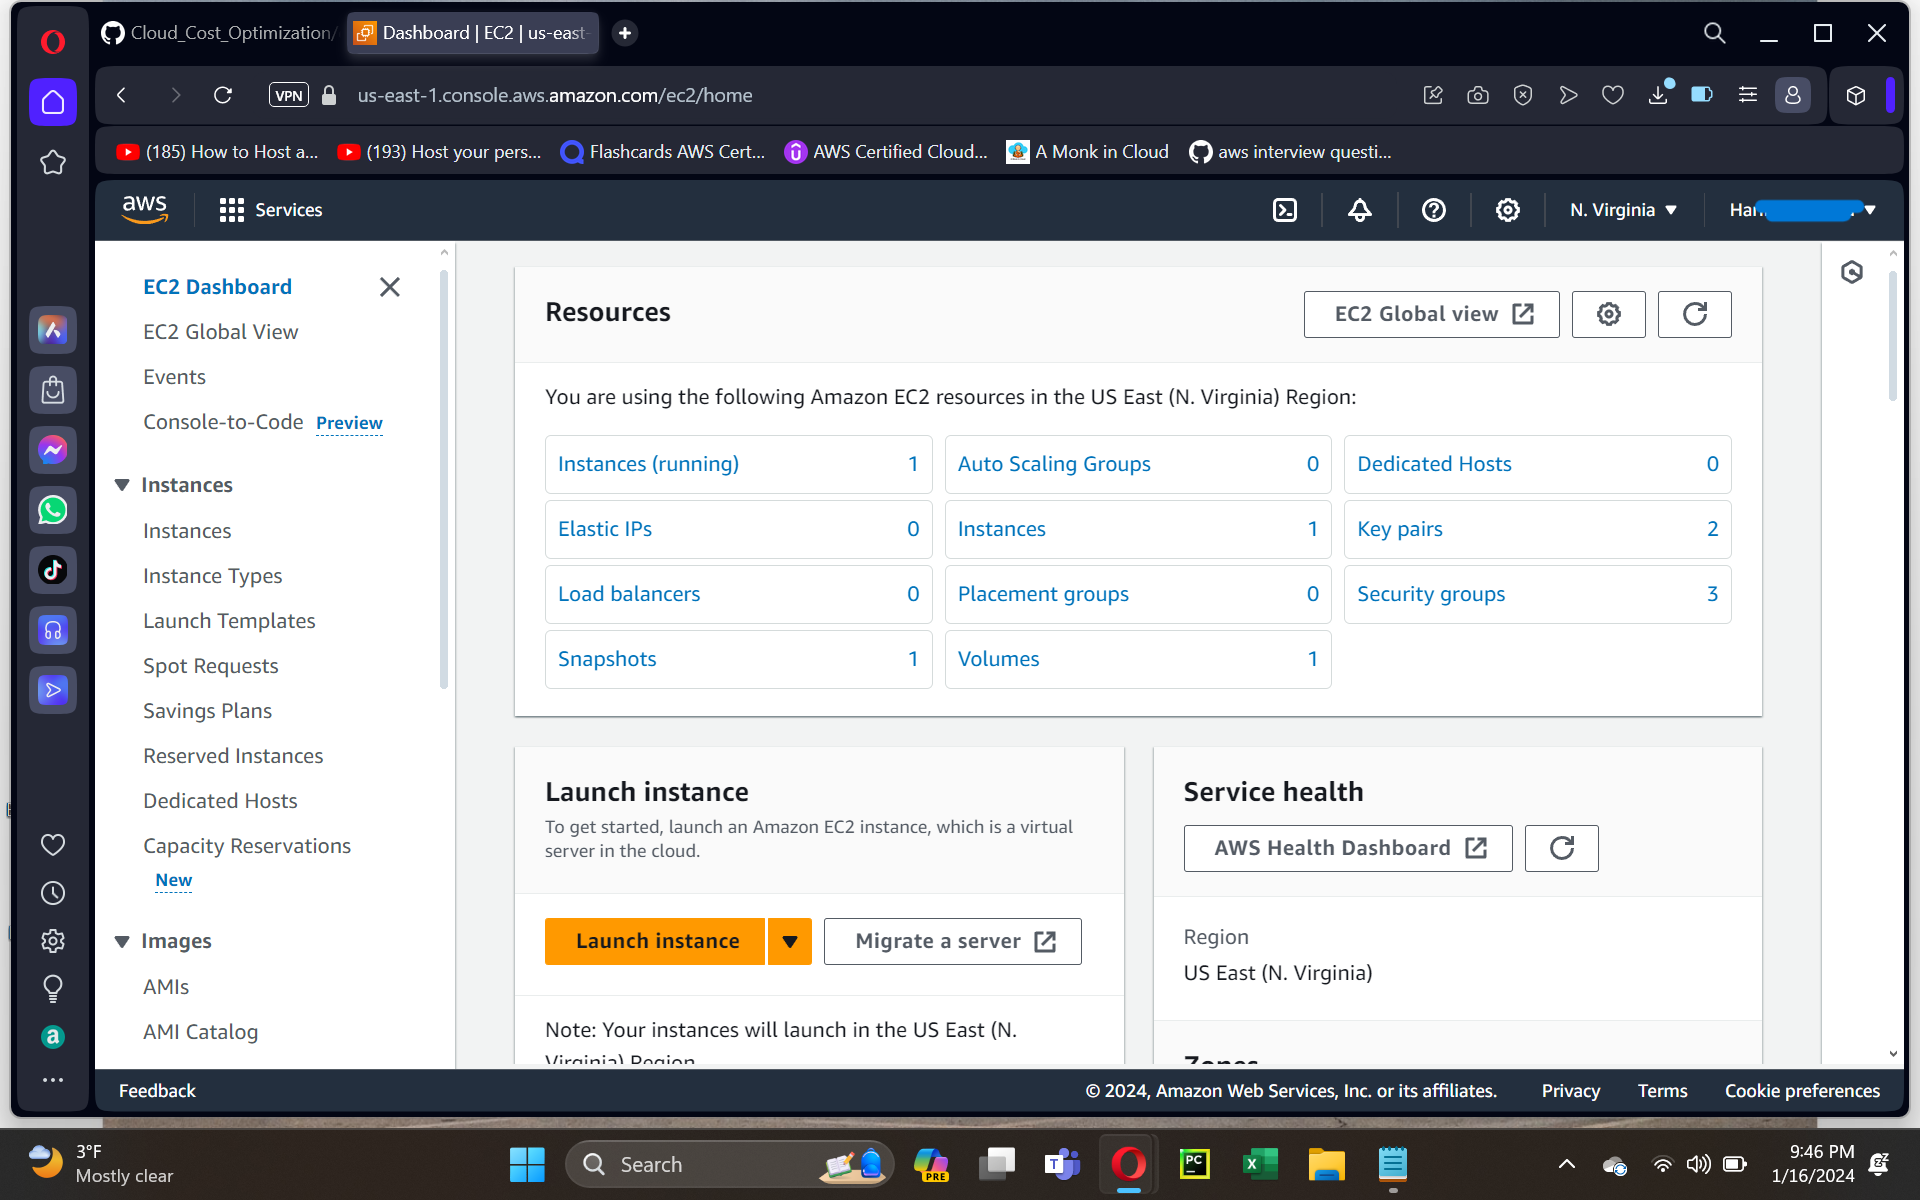 Cloud_Cost_Optimization/
Dashboard | EC2 | us-east-
VPN
us-east-1.console.aws.amazon.com/ec2/home
(185) How to Host a...
(193) Host your pers...
Flashcards AWS Cert...
AWS Certified Cloud...
A Monk in Cloud
aws interview questi...
aws
Services
N. Virginia
EC2 Dashboard
EC2 Global View
Events
Console-to-Code Preview
Instances
Instances
Instance Types
Launch Templates
Spot Requests
Savings Plans
Reserved Instances
Dedicated Hosts
Capacity Reservations
New
Images
AMIs
AMI Catalog
Resources
EC2 Global view
You are using the following Amazon EC2 resources in the US East (N. Virginia) Region:
Instances (running) 1
Auto Scaling Groups 0
Dedicated Hosts 0
Elastic IPs 0
Instances 1
Key pairs 2
Load balancers 0
Placement groups 0
Security groups 3
Snapshots 1
Volumes 1
Launch instance
To get started, launch an Amazon EC2 instance, which is a virtual
server in the cloud.
Launch instance
Migrate a server
Note: Your instances will launch in the US East (N.
Virginia) Region
Service health
AWS Health Dashboard
Region
US East (N. Virginia)
Zones
Feedback
© 2024, Amazon Web Services, Inc. or its affiliates.
Privacy
Terms
Cookie preferences
3°F
Mostly clear
Search
PRE
PC
9:46 PM
1/16/2024